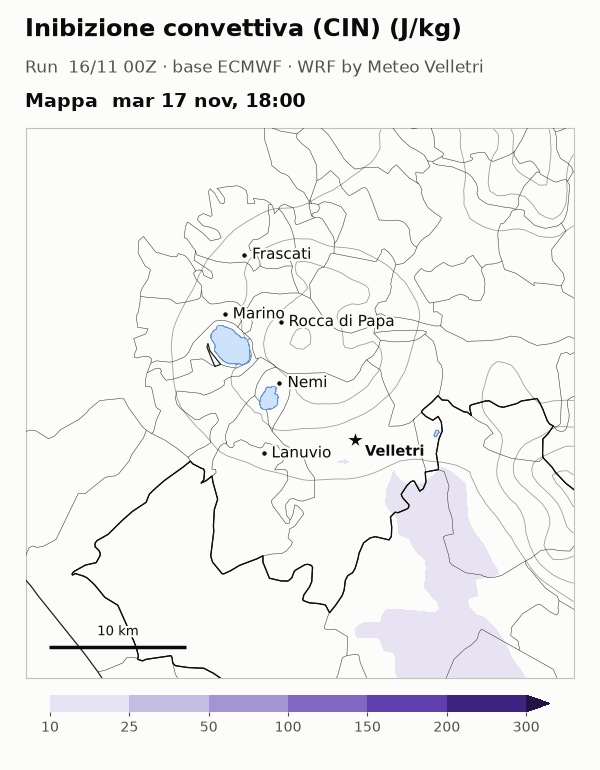 Inibizione convettiva (CIN) (J/kg)
Run  16/11 00Z · base ECMWF · WRF by Meteo Velletri
Mappa  mar 17 nov, 18:00
Frascati
Marino
Rocca di Papa
Nemi
Velletri
Lanuvio
10 km
10 25 50 100 150 200 300